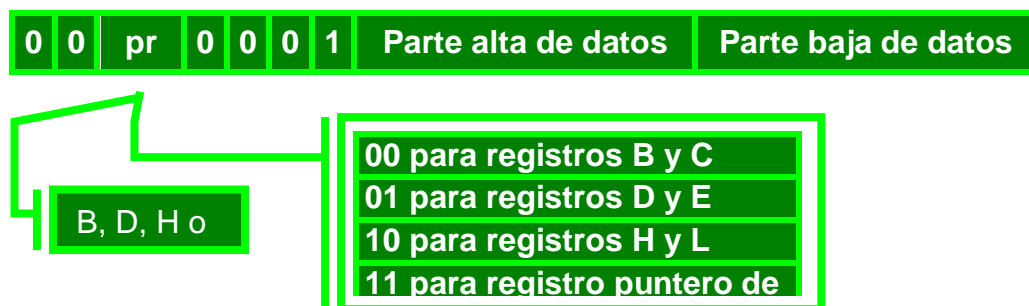 0 0 pr 0 0 0 1 Parte alta de datos Parte baja de datos
00 para registros B y C
01 para registros D y E
B, D, H o
10 para registros H y L
11 para registro puntero de